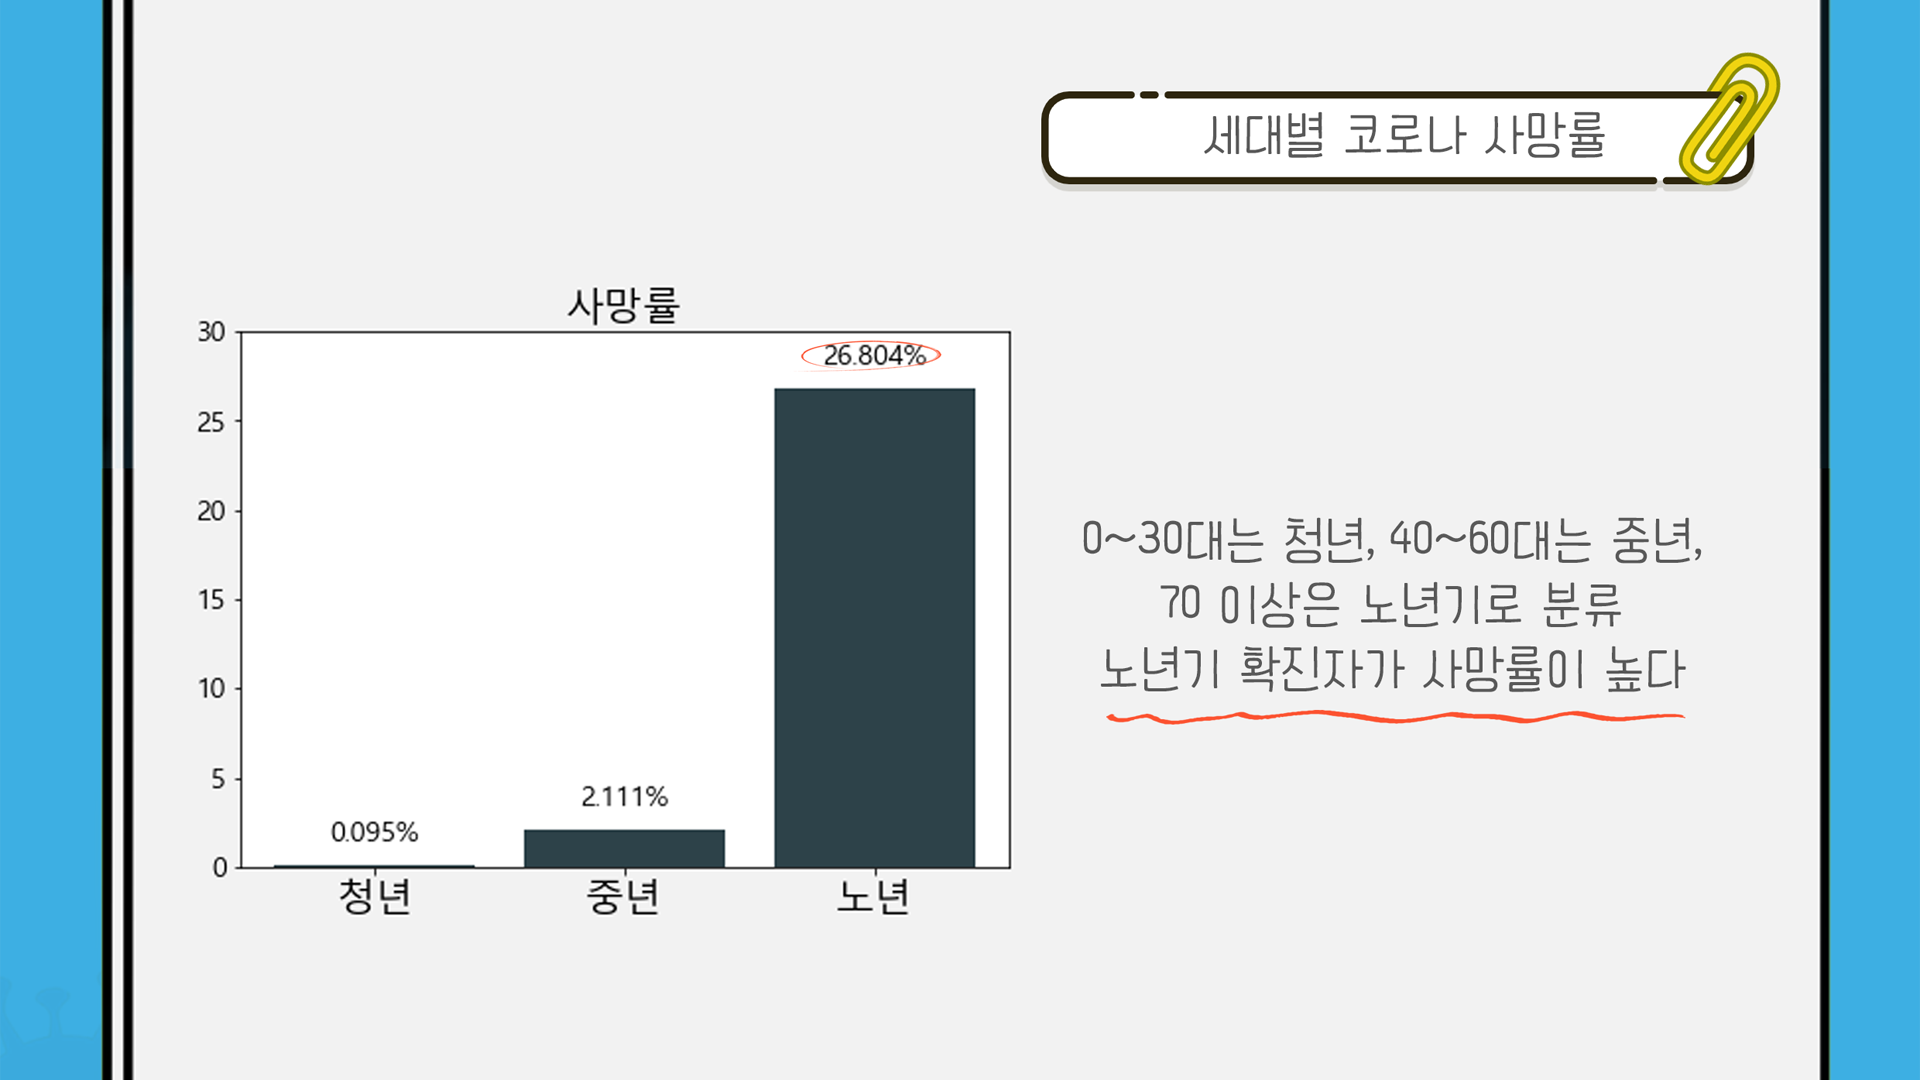 세대별 코로나 사망률
사망률
30
25
20
15
10
5
0
26.804%
2.111%
0.095%
청년
중년
노년
0~30대는 청년, 40~60대는 중년,
70 이상은 노년기로 분류
노년기 확진자가 사망률이 높다